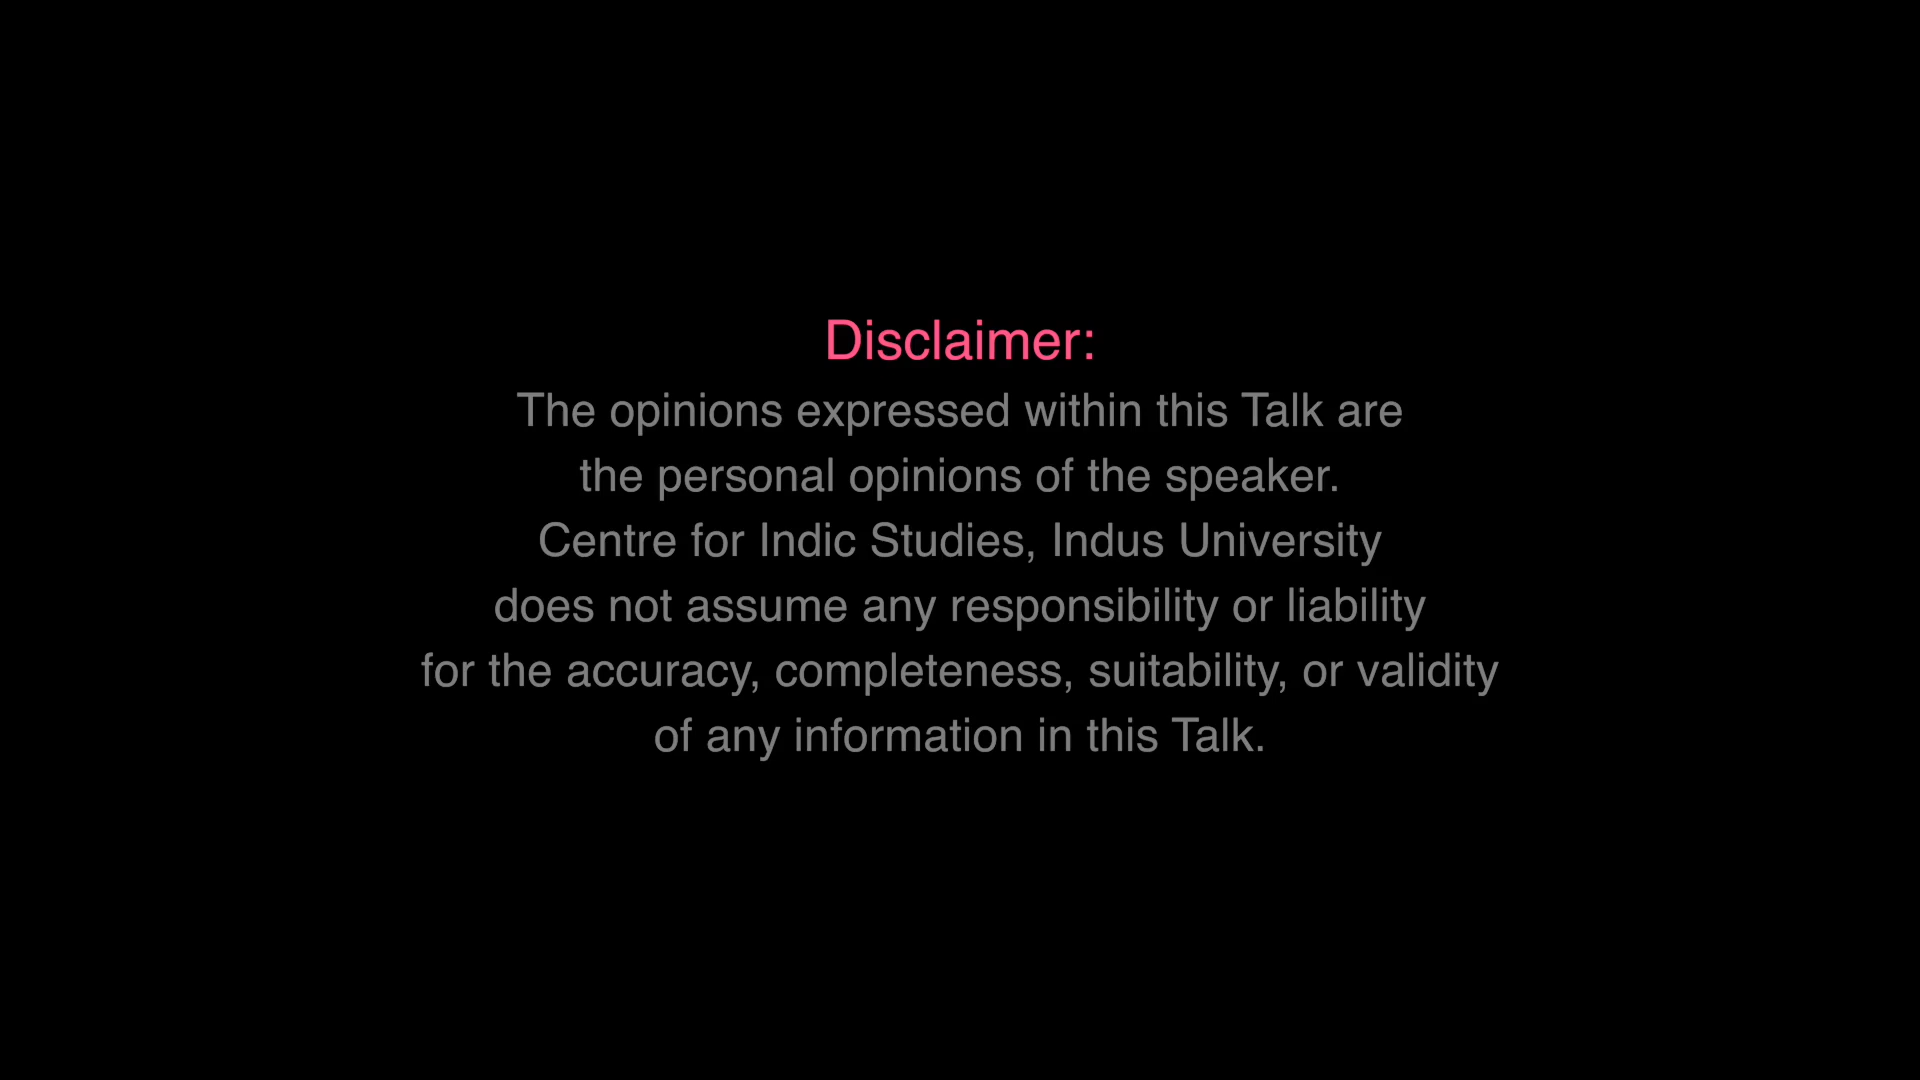 Disclaimer:
The opinions expressed within this Talk are
the personal opinions of the speaker.
Centre for Indic Studies, Indus University
does not assume any responsibility or liability
for the accuracy, completeness, suitability, or validity
of any information in this Talk.